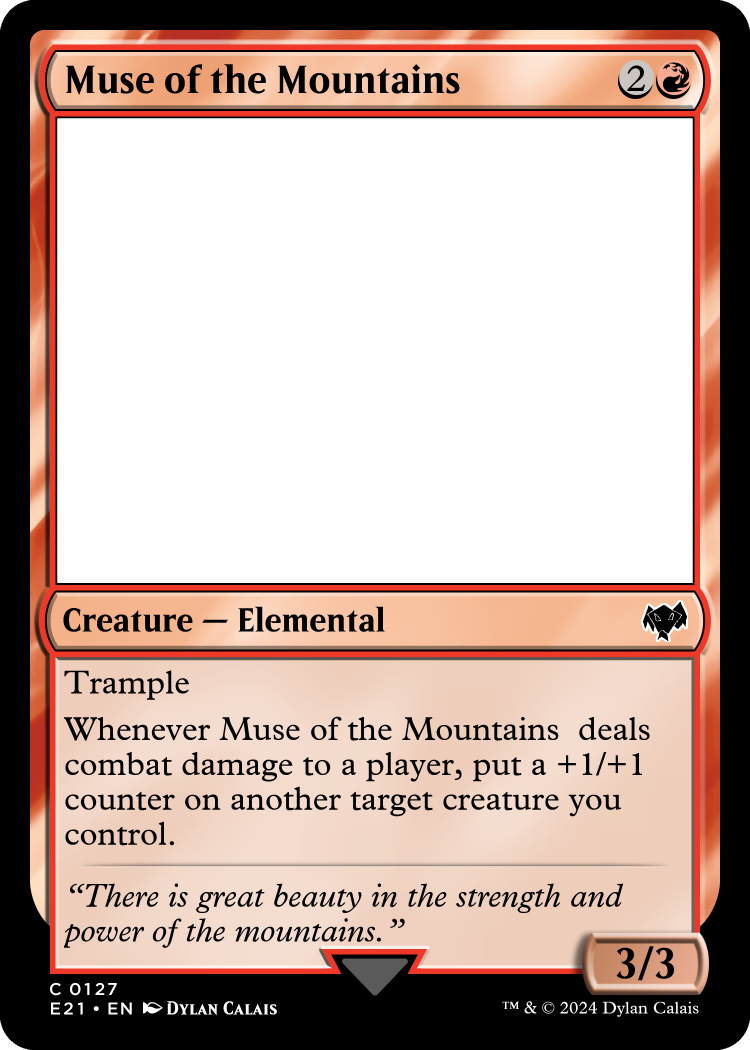 Muse of the Mountains 2
Creature — Elemental
Trample
Whenever Muse of the Mountains  deals
combat damage to a player, put a +1/+1
counter on another target creature you
control.
“There is great beauty in the strength and
power of the mountains.”
3/3
C 0127
E21 • EN Dylan Calais
™ & © 2024 Dylan Calais